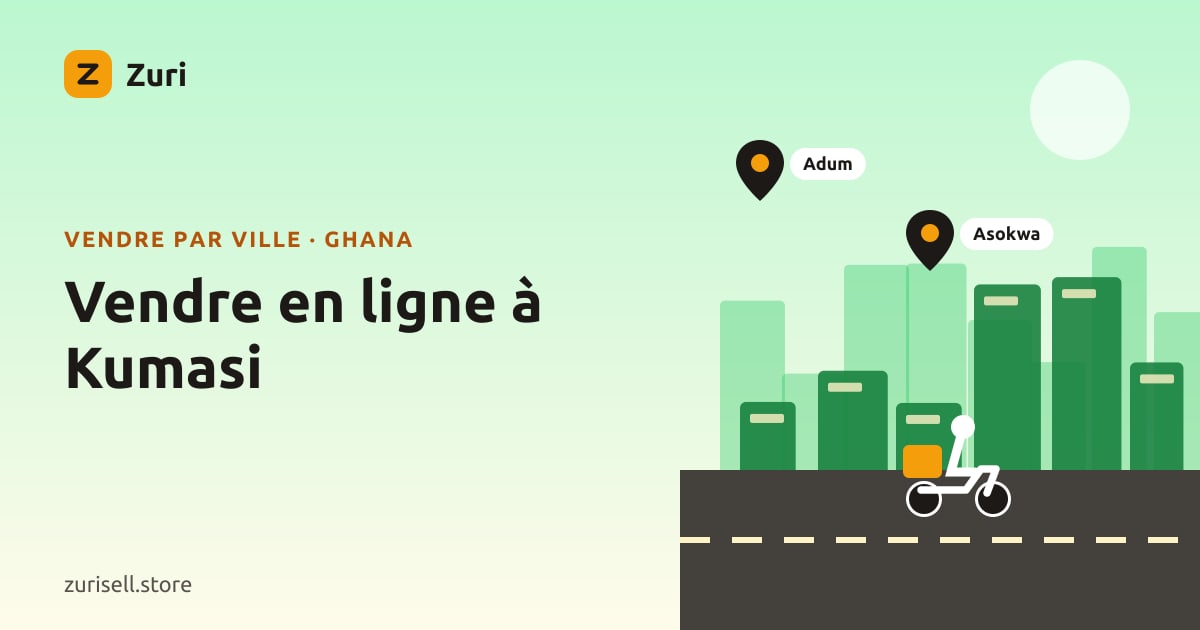 Z
Zuri
Adum
Asokwa
VENDRE PAR VILLE · GHANA
Vendre en ligne à
Kumasi
zurisell.store